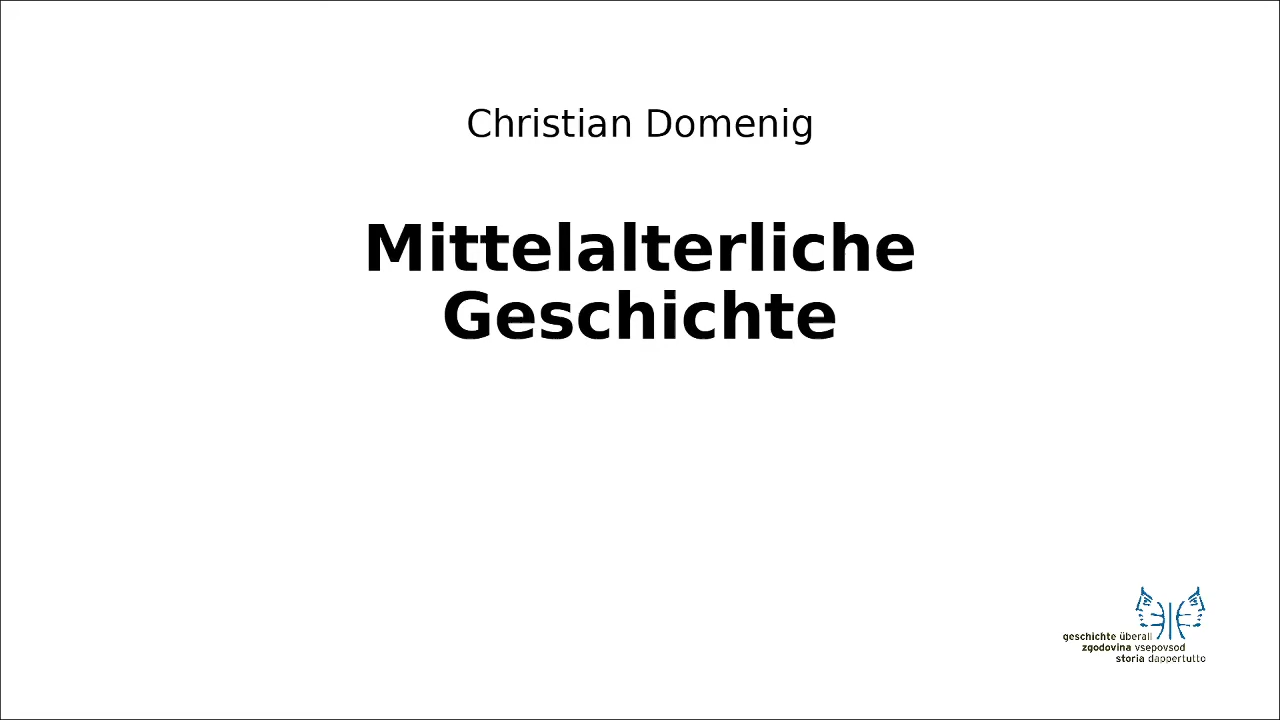 Christian Domenig
Mittelalterliche
Geschichte
geschichte überall
zgodovina vsepovsod
storia dappertutto